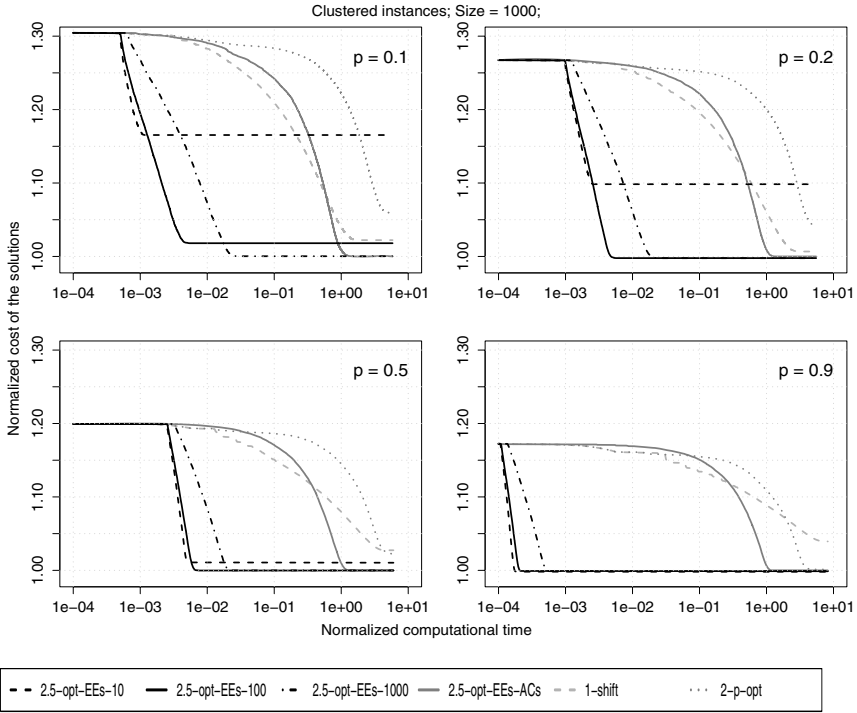 Clustered instances; Size = 1000;
Normalized cost of the solutions
p = 0.1
1.30
1.20
1.10
1.00
1e−04 1e−03 1e−02 1e−01 1e+00 1e+01
p = 0.2
1.30
1.20
1.10
1.00
1e−04 1e−03 1e−02 1e−01 1e+00 1e+01
p = 0.5
1.30
1.20
1.10
1.00
1e−04 1e−03 1e−02 1e−01 1e+00 1e+01
p = 0.9
1.30
1.20
1.10
1.00
1e−04 1e−03 1e−02 1e−01 1e+00 1e+01
Normalized computational time
2.5−opt−EEs−10 2.5−opt−EEs−100 2.5−opt−EEs−1000 2.5−opt−EEs−ACs 1−shift 2−p−opt